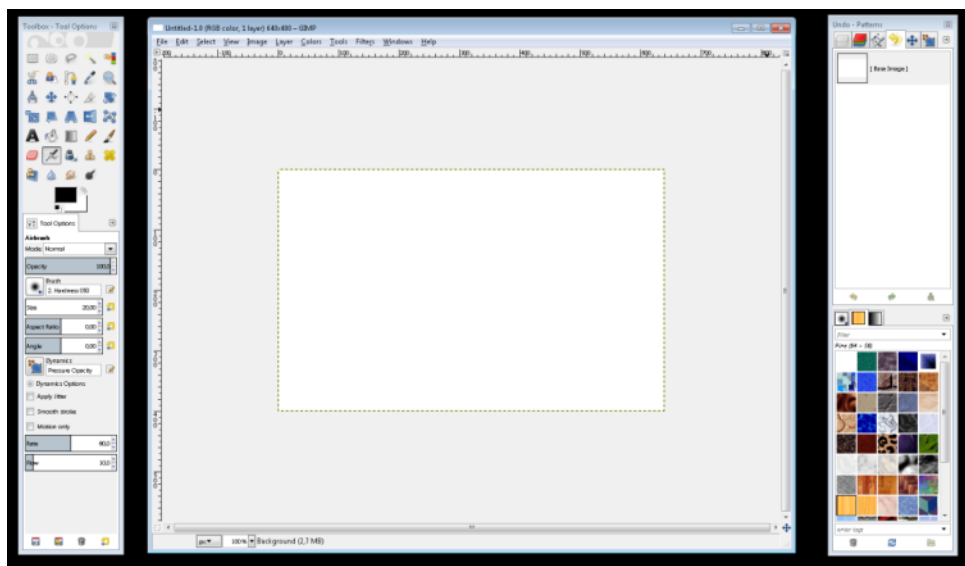 Toolbox - Tool Options
Tool Options
Airbrush
Mode: Normal
Opacity 100,0
Brush
2. Hardness 050
Size 20,00
Aspect Ratio 0,00
Angle 0,00
Dynamics
Pressure Opacity
Dynamics Options
Apply Jitter
Smooth stroke
Motion only
Rate 80,0
Flow 10,0
Untitled-1.0 (RGB color, 1 layer) 640x400 – GIMP
File Edit Select View Image Layer Colors Tools Filters Windows Help
px 100% Background (2,7 MB)
Undo - Patterns
[ Base Image ]
filter
Pine (64 × 56)
enter tags